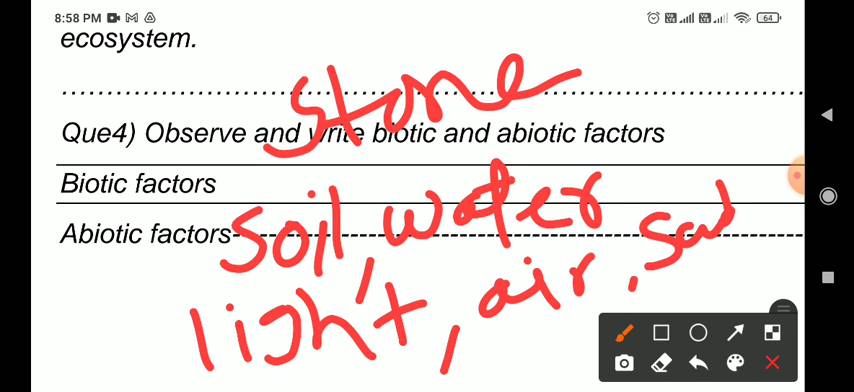 8:58 PM
64
ecosystem.
stone
Que4) Observe and write biotic and abiotic factors
Biotic factors
soil, water
Abiotic factors
light, air,